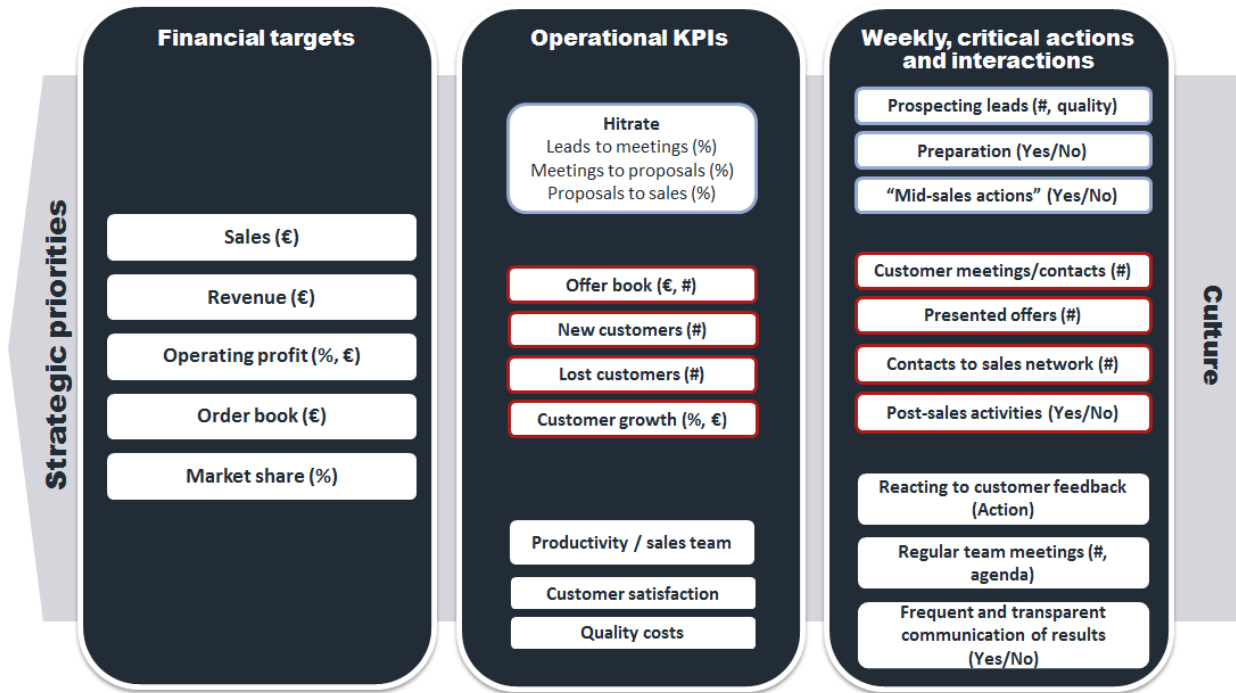 Strategic priorities
Financial targets
Sales (€)
Revenue (€)
Operating profit (%, €)
Order book (€)
Market share (%)
Operational KPIs
Hitrate
Leads to meetings (%)
Meetings to proposals (%)
Proposals to sales (%)
Offer book (€, #)
New customers (#)
Lost customers (#)
Customer growth (%, €)
Productivity / sales team
Customer satisfaction
Quality costs
Weekly, critical actions
and interactions
Prospecting leads (#, quality)
Preparation (Yes/No)
“Mid-sales actions” (Yes/No)
Customer meetings/contacts (#)
Presented offers (#)
Contacts to sales network (#)
Post-sales activities (Yes/No)
Reacting to customer feedback
(Action)
Regular team meetings (#,
agenda)
Frequent and transparent
communication of results
(Yes/No)
Culture